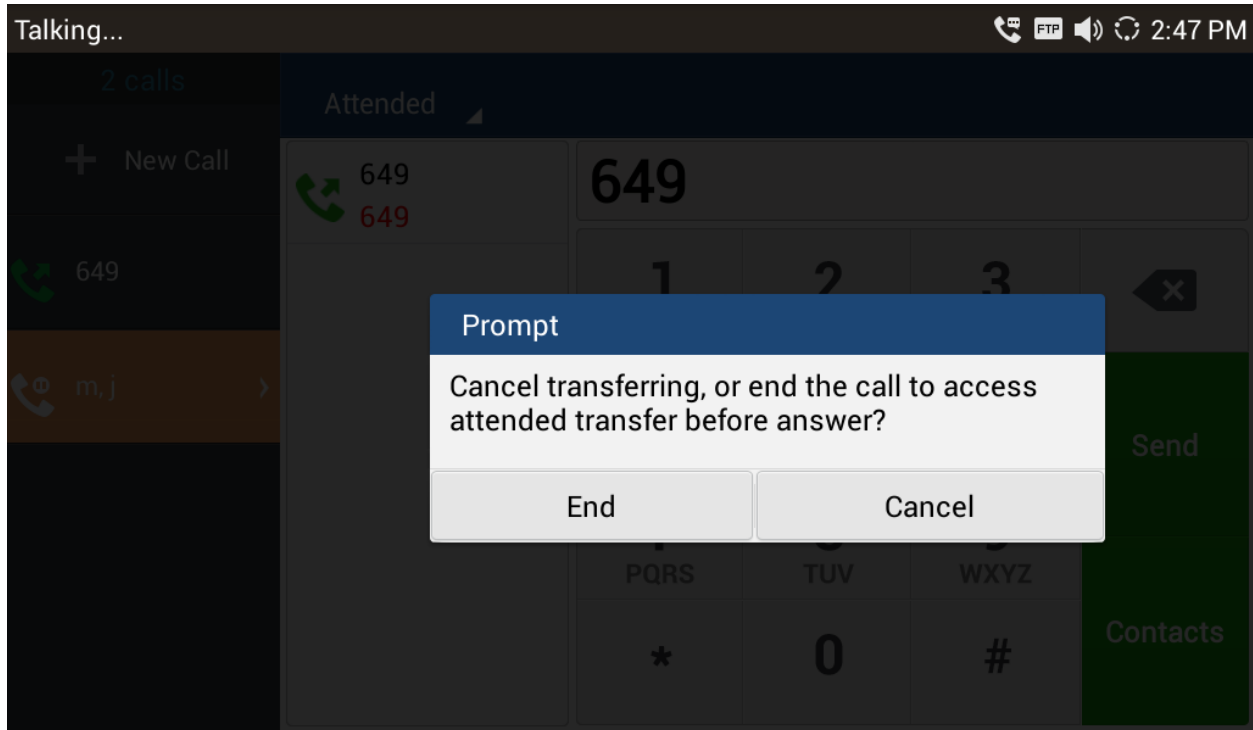 Talking...
FTP
2:47 PM
2 calls
Attended
New Call
649
649
649
649
1
2
3
m, j
Prompt
Cancel transferring, or end the call to access
attended transfer before answer?
Send
End
Cancel
PQRS
TUV
WXYZ
Contacts
*
0
#